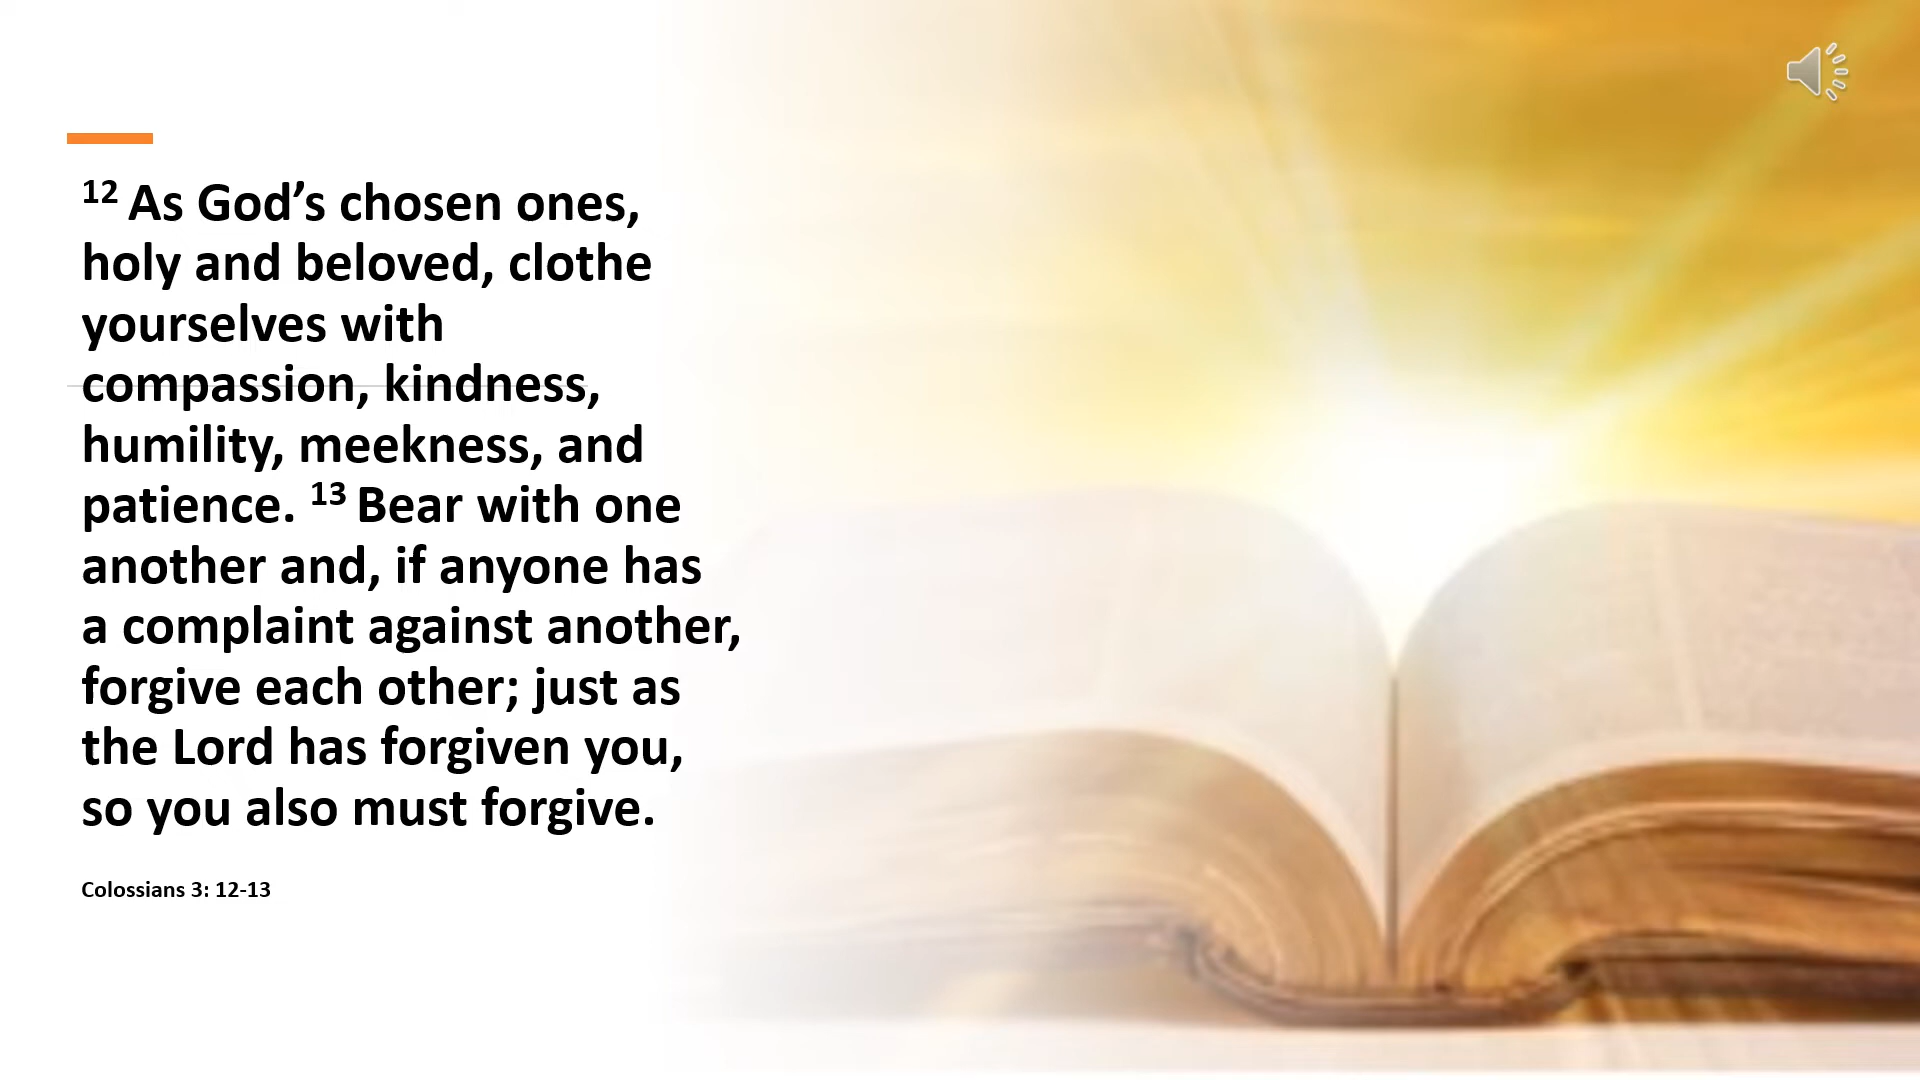 12 As God’s chosen ones,
holy and beloved, clothe
yourselves with
compassion, kindness,
humility, meekness, and
patience. 13 Bear with one
another and, if anyone has
a complaint against another,
forgive each other; just as
the Lord has forgiven you,
so you also must forgive.
Colossians 3: 12-13